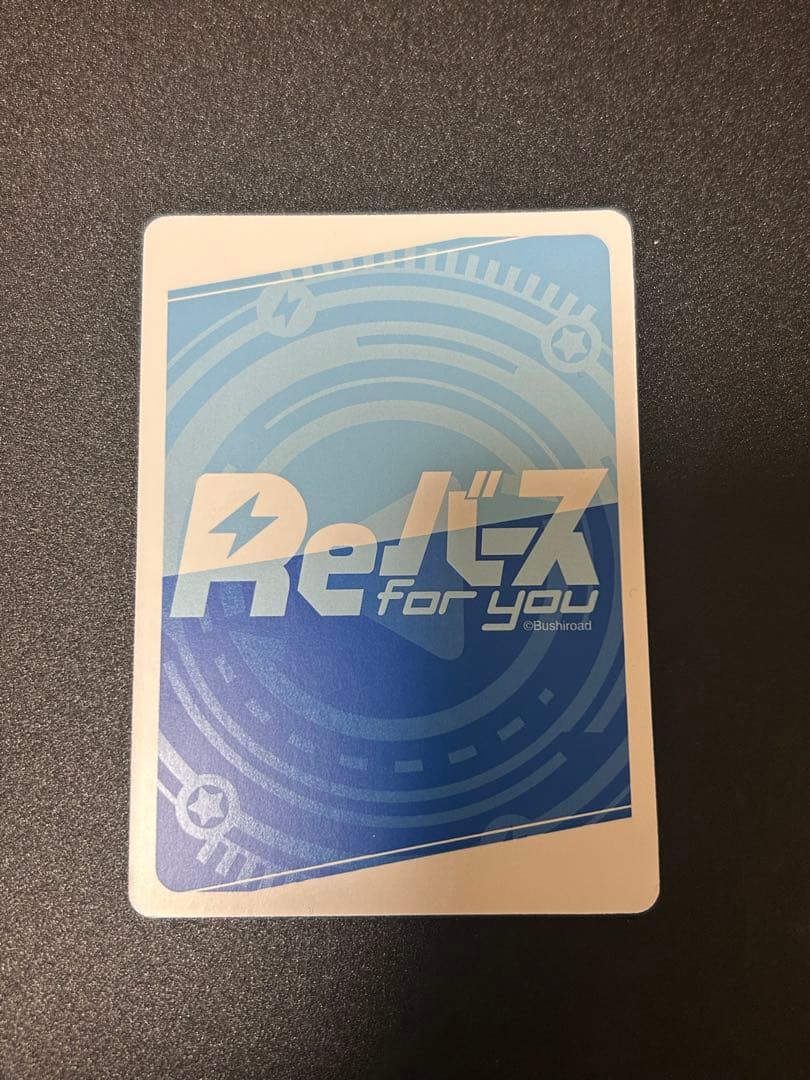 Reバース
for you
©Bushiroad